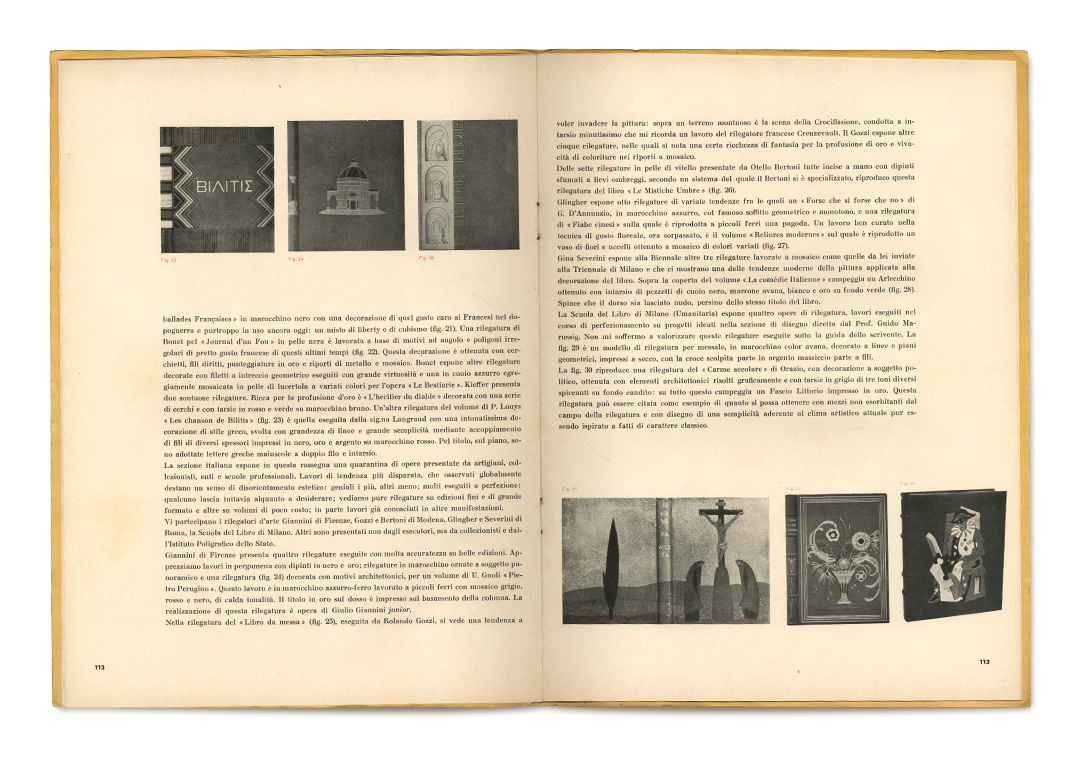 ΒΙΛΙΤΙΣ
Fig. 23
Fig. 24
ballades Françaises » in marocchino nero con una decorazione di quel gusto caro ai Francesi nel do-
poguerra e purtroppo in uso ancora oggi: un misto di liberty e di cubismo (fig. 21). Una rilegatura di
Bonet pel « Journal d'un Fou » in pelle nera è lavorata a base di motivi ad angolo e poligoni irre-
golari di pretto gusto francese di questi ultimi tempi (fig. 22). Questa decorazione è ottenuta con cer-
chietti, fili diritti, punteggiature in oro e riporti di metallo e mosaico. Bonet espone altre rilegature
decorate con filetti a intreccio geometrico eseguiti con grande virtuosità e una in cuoio azzurro egre-
giamente mosaicata in pelle di lucertola a variati colori per l'opera « Le Bestiarie ». Kieffer presenta
due sontuose rilegature. Ricca per la profusione d'oro è « L'heritier du diable » decorata con una serie
di cerchi e con tarsie in rosso e verde su marocchino bruno. Un'altra rilegatura del volume di P. Louys
« Les chanson de Bilitis » (fig. 23) è quella eseguita dalla sig.na Langraud con una intonatissima de-
corazione di stile greco, svolta con grandezza di linee e grande semplicità mediante accoppiamento
di fili di diversi spessori impressi in nero, oro e argento su marocchino rosso. Pel titolo, sul piano, so-
no adottate lettere greche maiuscole a doppio filo e intarsio.
La sezione italiana espone in questa rassegna una quarantina di opere presentate da artigiani, col-
lezionisti, enti e scuole professionali. Lavori di tendenza più disparata, che osservati globalmente
destano un senso di disorientamento estetico: geniali i più, altri meno; molti eseguiti a perfezione:
qualcuno lascia tuttavia alquanto a desiderare; vediamo pure rilegature su edizioni fini e di grande
formato e altre su volumi di poco costo; in parte lavori già conosciuti in altre manifestazioni.
Vi partecipano i rilegatori d'arte Giannini di Firenze, Gozzi e Bertoni di Modena, Glingher e Severini di
Roma, la Scuola del Libro di Milano. Altri sono presentati non dagli esecutori, ma da collezionisti e dal-
l'Istituto Poligrafico dello Stato.
Giannini di Firenze presenta quattro rilegature eseguite con molta accuratezza su belle edizioni. Ap-
prezziamo lavori in pergamena con dipinti in nero e oro; rilegature in marocchino ornate a soggetto pa-
noramico e una rilegatura (fig. 24) decorata con motivi architettonici, per un volume di U. Gnoli « Pie-
tro Perugino ». Questo lavoro è in marocchino azzurro-ferro lavorato a piccoli ferri con mosaico grigio,
rosso e nero, di calda tonalità. Il titolo in oro sul dosso è impresso sul basamento della colonna. La
realizzazione di questa rilegatura è opera di Giulio Giannini junior.
Nella rilegatura del « Libro da messa » (fig. 25), eseguita da Rolando Gozzi, si vede una tendenza a
112
voler invadere la pittura: sopra un terreno montuoso è la scena della Crocifissione, condotta a in-
tarsio minutissimo che mi ricorda un lavoro del rilegatore francese Creuzevault. Il Gozzi espone altre
cinque rilegature, nelle quali si nota una certa ricchezza di fantasia per la profusione di oro e viva-
cità di coloriture nei riporti a mosaico.
Delle sette rilegature in pelle di vitello presentate da Otello Bertoni tutte incise a mano con dipinti
sfumati a lievi ombreggi, secondo un sistema del quale il Bertoni si è specializzato, riproduco questa
rilegatura del libro « Le Mistiche Umbre » (fig. 26).
Glingher espone otto rilegature di variate tendenze fra le quali un « Forse che si forse che no » di
G. D'Annunzio, in marocchino azzurro, col famoso soffitto geometrico e monotono, e una rilegatura
di « Fiabe cinesi » sulla quale è riprodotta a piccoli ferri una pagoda. Un lavoro ben curato nella
tecnica di gusto floreale, ora sorpassato, è il volume « Reliures modernes » sul quale è riprodotto un
vaso di fiori e uccelli ottenuto a mosaico di colori variati (fig. 27).
Gina Severini espone alla Biennale altre tre rilegature lavorate a mosaico come quelle da lei inviate
alla Triennale di Milano e che ci mostrano una delle tendenze moderne della pittura applicata alla
decorazione del libro. Sopra la coperta del volume « La comédie Italienne » campeggia un Arlecchino
ottenuto con intarsio di pezzetti di cuoio nero, marrone avana, bianco e oro su fondo verde (fig. 28).
Spiace che il dorso sia lasciato nudo, persino dello stesso titolo del libro.
La Scuola del Libro di Milano (Umanitaria) espone quattro opere di rilegatura, lavori eseguiti nel
corso di perfezionamento su progetti ideati nella sezione di disegno diretta dal Prof. Guido Ma-
russig. Non mi soffermo a valorizzare queste rilegature eseguite sotto la guida dello scrivente. La
fig. 29 è un modello di rilegatura per messale, in marocchino color avana, decorato a linee e piani
geometrici, impressi a secco, con la croce scolpita parte in argento massiccio parte a fili.
La fig. 30 riproduce una rilegatura del « Carme secolare » di Orazio, con decorazione a soggetto po-
litico, ottenuta con elementi architettonici risolti graficamente e con tarsie in grigio di tre toni diversi
spiccanti su fondo candito: su tutto questo campeggia un Fascio Littorio impresso in oro. Questa
rilegatura può essere citata come esempio di quanto si possa ottenere con mezzi non esorbitanti dal
campo della rilegatura e con disegno di una semplicità aderente al clima artistico attuale pur es-
sendo ispirato a fatti di carattere classico.
Fig. 27
113